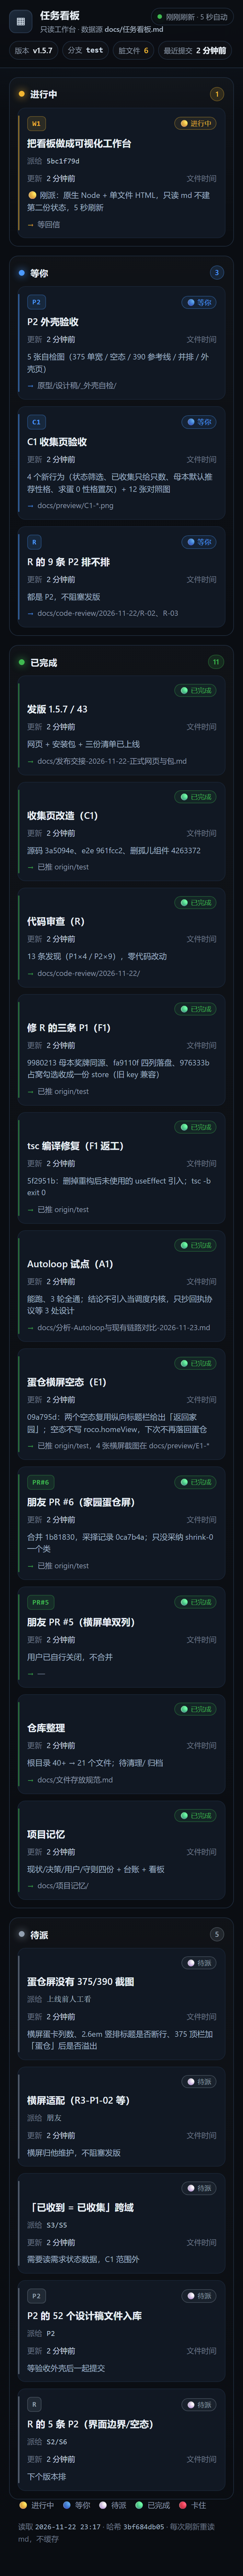 任务看板
只读工作台 · 数据源 docs/任务看板.md
刚刚刷新 · 5 秒自动
版本 v1.5.7
分支 test
脏文件 6
最近提交 2 分钟前
进行中 1
W1 进行中
把看板做成可视化工作台
派给 5bc1f79d
更新 2 分钟前 文件时间
刚派：原生 Node + 单文件 HTML，只读 md 不建
第二份状态，5 秒刷新
→ 等回信
等你 3
P2 等你
P2 外壳验收
更新 2 分钟前 文件时间
5 张自检图（375 单宽 / 空态 / 390 参考线 / 并排 / 外
壳页）
→ 原型/设计稿/_外壳自检/
C1 等你
C1 收集页验收
更新 2 分钟前 文件时间
4 个新行为（状态筛选、已收集只给只数、母本默认推
荐性格、求蛋 0 性格置灰）+ 12 张对照图
→ docs/preview/C1-*.png
R 等你
R 的 9 条 P2 排不排
更新 2 分钟前 文件时间
都是 P2，不阻塞发版
→ docs/code-review/2026-11-22/R-02、R-03
已完成 11
已完成
发版 1.5.7 / 43
更新 2 分钟前 文件时间
网页 + 安装包 + 三份清单已上线
→ docs/发布交接-2026-11-22-正式网页与包.md
已完成
收集页改造（C1）
更新 2 分钟前 文件时间
源码 3a5094e、e2e 961fcc2、删孤儿组件 4263372
→ 已推 origin/test
已完成
代码审查（R）
更新 2 分钟前 文件时间
13 条发现（P1×4 / P2×9），零代码改动
→ docs/code-review/2026-11-22/
已完成
修 R 的三条 P1（F1）
更新 2 分钟前 文件时间
9980213 母本奖牌同源、fa9110f 四列落盘、976333b
占窝勾选收成一份 store（旧 key 兼容）
→ 已推 origin/test
已完成
tsc 编译修复（F1 返工）
更新 2 分钟前 文件时间
5f2951b：删掉重构后未使用的 useEffect 引入；tsc -b
exit 0
→ 已推 origin/test
已完成
Autoloop 试点（A1）
更新 2 分钟前 文件时间
能跑、3 轮全通；结论不引入当调度内核，只抄回执协
议等 3 处设计
→ docs/分析-Autoloop与现有链路对比-2026-11-23.md
已完成
蛋仓横屏空态（E1）
更新 2 分钟前 文件时间
09a795d：两个空态复用纵向标题栏给出「返回家
园」；空态不写 roco.homeView，下次不再落回蛋仓
→ 已推 origin/test，4 张横屏截图在 docs/preview/E1-*
PR#6 已完成
朋友 PR #6（家园蛋仓屏）
更新 2 分钟前 文件时间
合并 1b81830，采择记录 0ca7b4a；只没采纳 shrink-0
一个类
→ 已推 origin/test
PR#5 已完成
朋友 PR #5（横屏单双列）
更新 2 分钟前 文件时间
用户已自行关闭，不合并
→ —
已完成
仓库整理
更新 2 分钟前 文件时间
根目录 40+ → 21 个文件；待清理/ 归档
→ docs/文件存放规范.md
已完成
项目记忆
更新 2 分钟前 文件时间
现状/决策/用户/守则四份 + 台账 + 看板
→ docs/项目记忆/
待派 5
待派
蛋仓屏没有 375/390 截图
派给 上线前人工看
更新 2 分钟前 文件时间
横屏蛋卡列数、2.6em 竖排标题是否断行、375 顶栏加
「蛋仓」后是否溢出
待派
横屏适配（R3-P1-02 等）
派给 朋友
更新 2 分钟前 文件时间
横屏归他维护，不阻塞发版
待派
「已收到 = 已收集」跨域
派给 S3/S5
更新 2 分钟前 文件时间
需要读需求状态数据，C1 范围外
P2 待派
P2 的 52 个设计稿文件入库
派给 P2
更新 2 分钟前 文件时间
等验收外壳后一起提交
R 待派
R 的 5 条 P2（界面边界/空态）
派给 S2/S6
更新 2 分钟前 文件时间
下个版本排
进行中 等你 待派 已完成 卡住
读取 2026-11-22 23:17 · 哈希 3bf684db05 · 每次刷新重读
md，不缓存